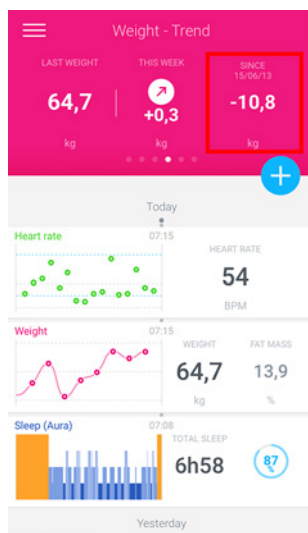 Weight - Trend
LAST WEIGHT
THIS WEEK
SINCE
15/06/13
64,7
+0,3
-10,8
kg
kg
kg
+
Today
Heart rate
07:15
HEART RATE
54
BPM
Weight
07:15
WEIGHT
FAT MASS
64,7
13,9
kg
%
Sleep (Aura)
07:08
TOTAL SLEEP
6h58
87
%
Yesterday